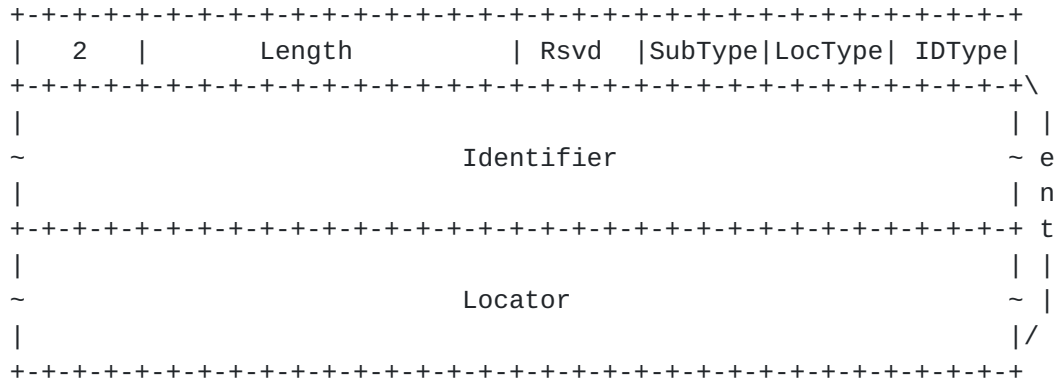 +-+-+-+-+-+-+-+-+-+-+-+-+-+-+-+-+-+-+-+-+-+-+-+-+-+-+-+-+-+-+-+-+
|   2   |       Length          | Rsvd  |SubType|LocType| IDType|
+-+-+-+-+-+-+-+-+-+-+-+-+-+-+-+-+-+-+-+-+-+-+-+-+-+-+-+-+-+-+-+-+\
|                                                               | |
~                            Identifier                         ~ e
|                                                               | n
+-+-+-+-+-+-+-+-+-+-+-+-+-+-+-+-+-+-+-+-+-+-+-+-+-+-+-+-+-+-+-+-+ t
|                                                               | |
~                            Locator                            ~ |
|                                                               |/
+-+-+-+-+-+-+-+-+-+-+-+-+-+-+-+-+-+-+-+-+-+-+-+-+-+-+-+-+-+-+-+-+